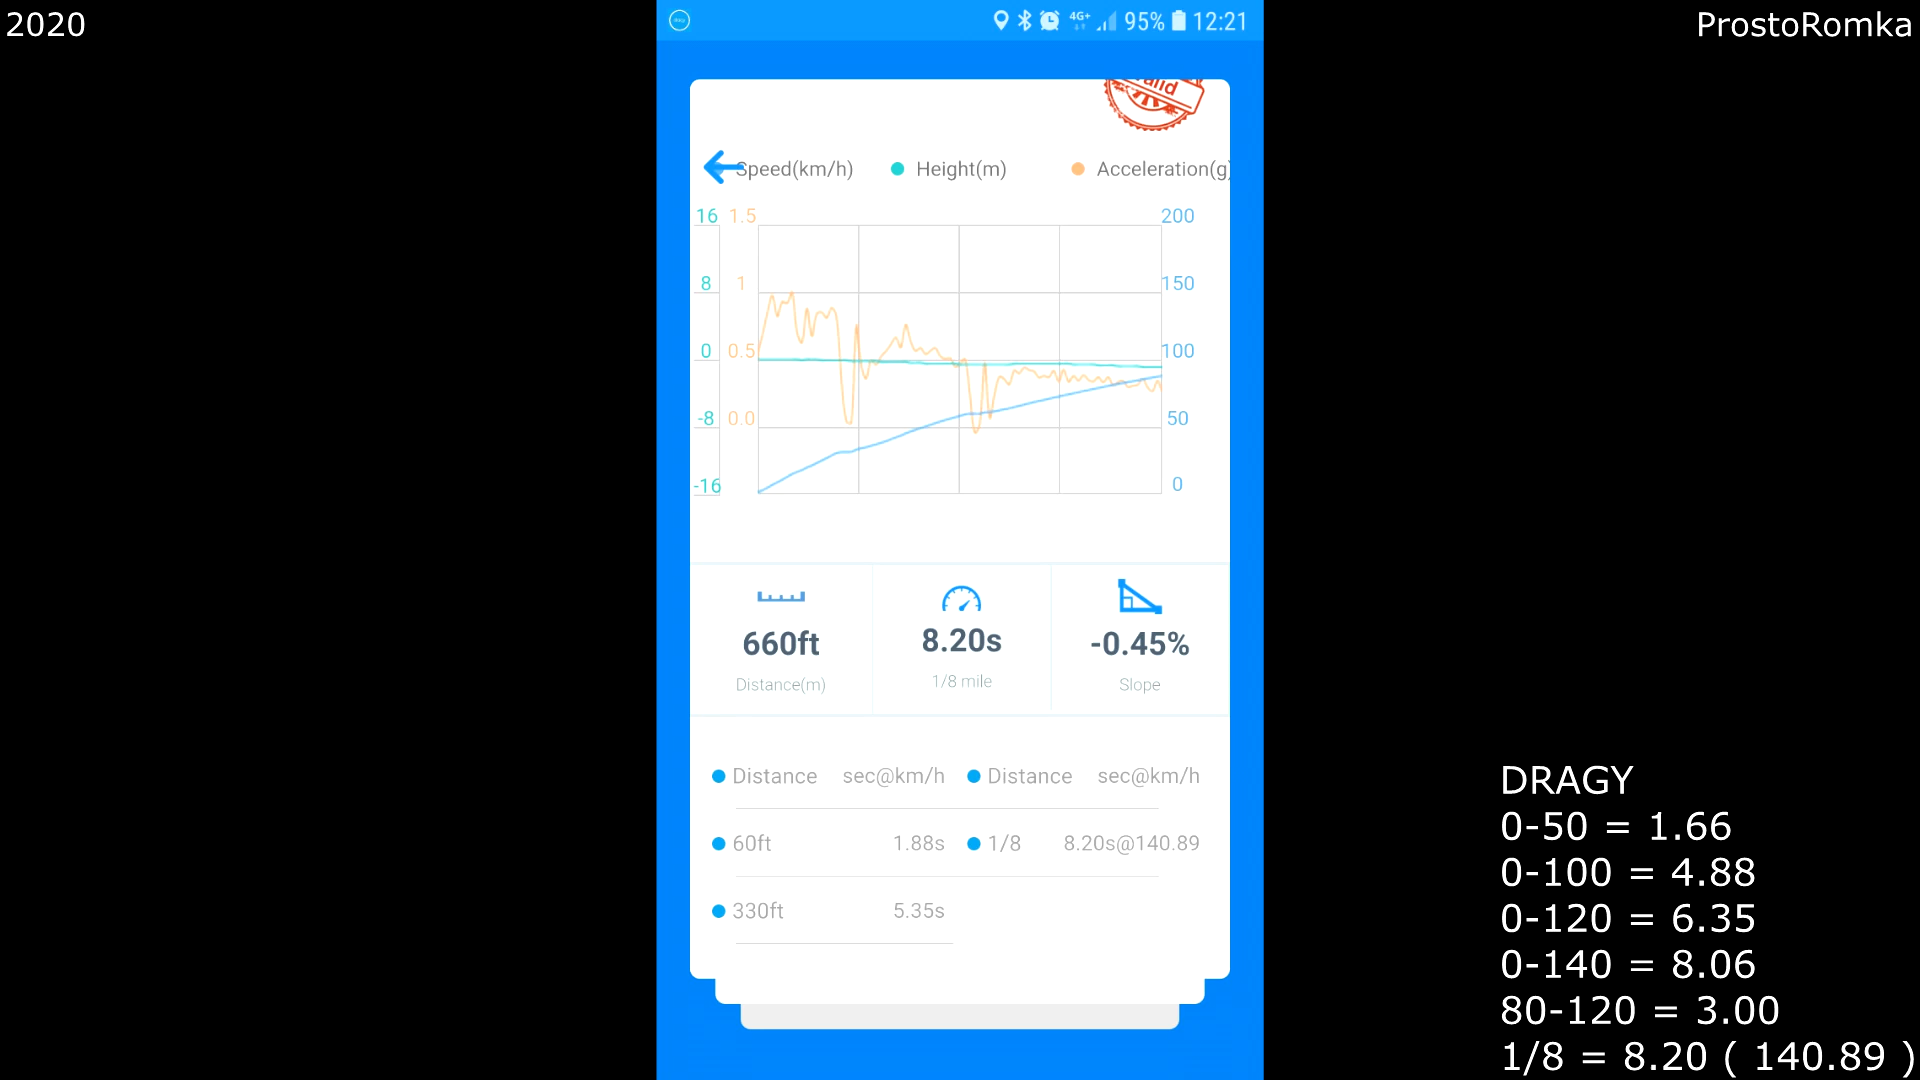 2020
ProstoRomka
4G+ 95% 12:21
Speed(km/h) Height(m) Acceleration(g)
16 1.5 200
8 1 150
0 0.5 100
-8 0.0 50
-16 0
660ft 8.20s -0.45%
Distance(m) 1/8 mile Slope
Distance sec@km/h Distance sec@km/h
60ft 1.88s 1/8 8.20s@140.89
330ft 5.35s
DRAGY
0-50 = 1.66
0-100 = 4.88
0-120 = 6.35
0-140 = 8.06
80-120 = 3.00
1/8 = 8.20 ( 140.89 )